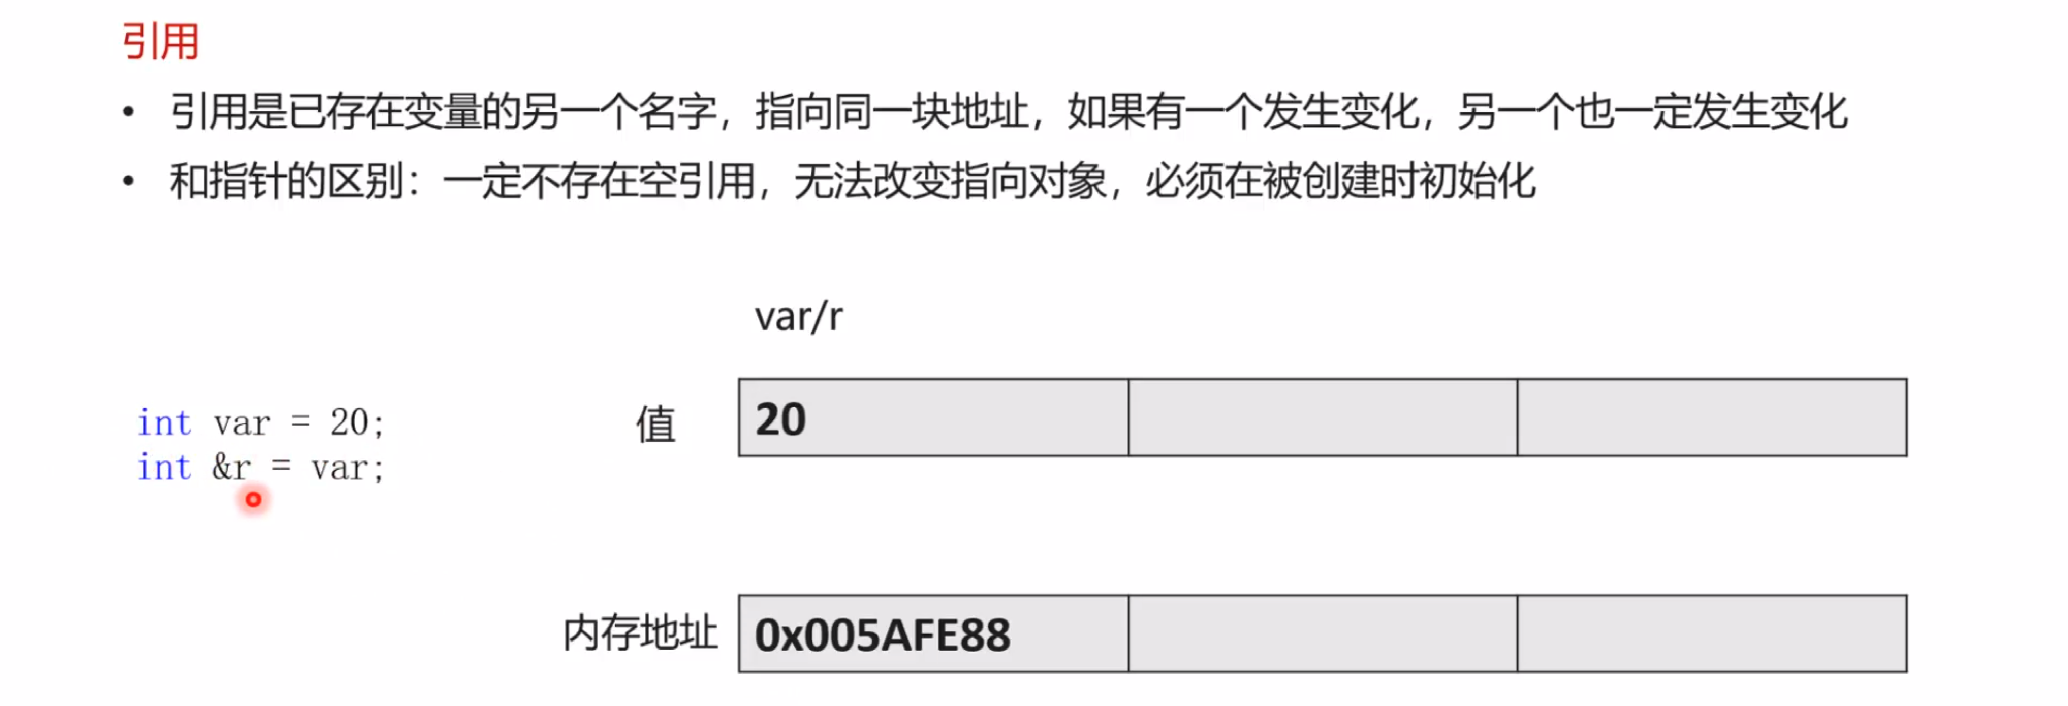 引用
• 引用是已存在变量的另一个名字，指向同一块地址，如果有一个发生变化，另一个也一定发生变化
• 和指针的区别：一定不存在空引用，无法改变指向对象，必须在被创建时初始化
var/r
int var = 20;
int &r = var;
值
20
内存地址
0x005AFE88